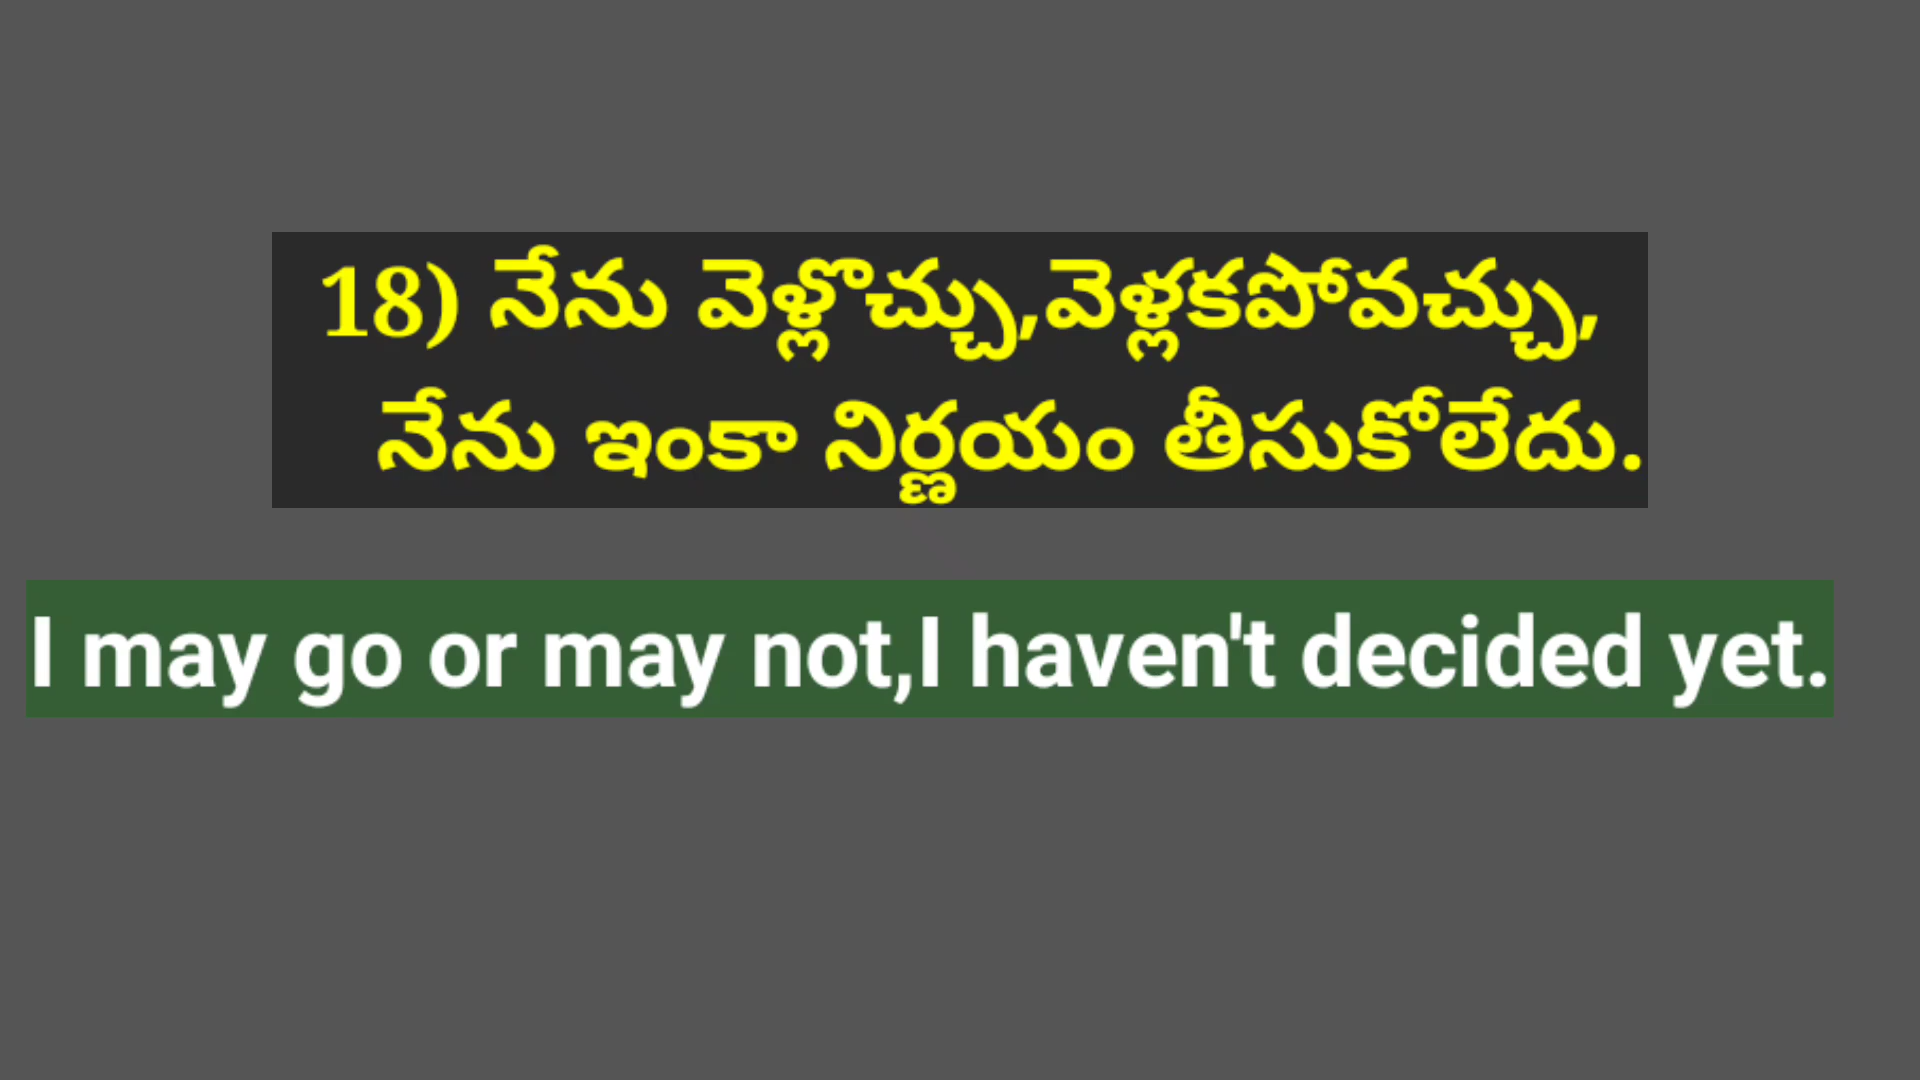 18) నేను వెళ్లొచ్చు,వెళ్లకపోవచ్చు,
నేను ఇంకా నిర్ణయం తీసుకోలేదు.
I may go or may not,I haven't decided yet.